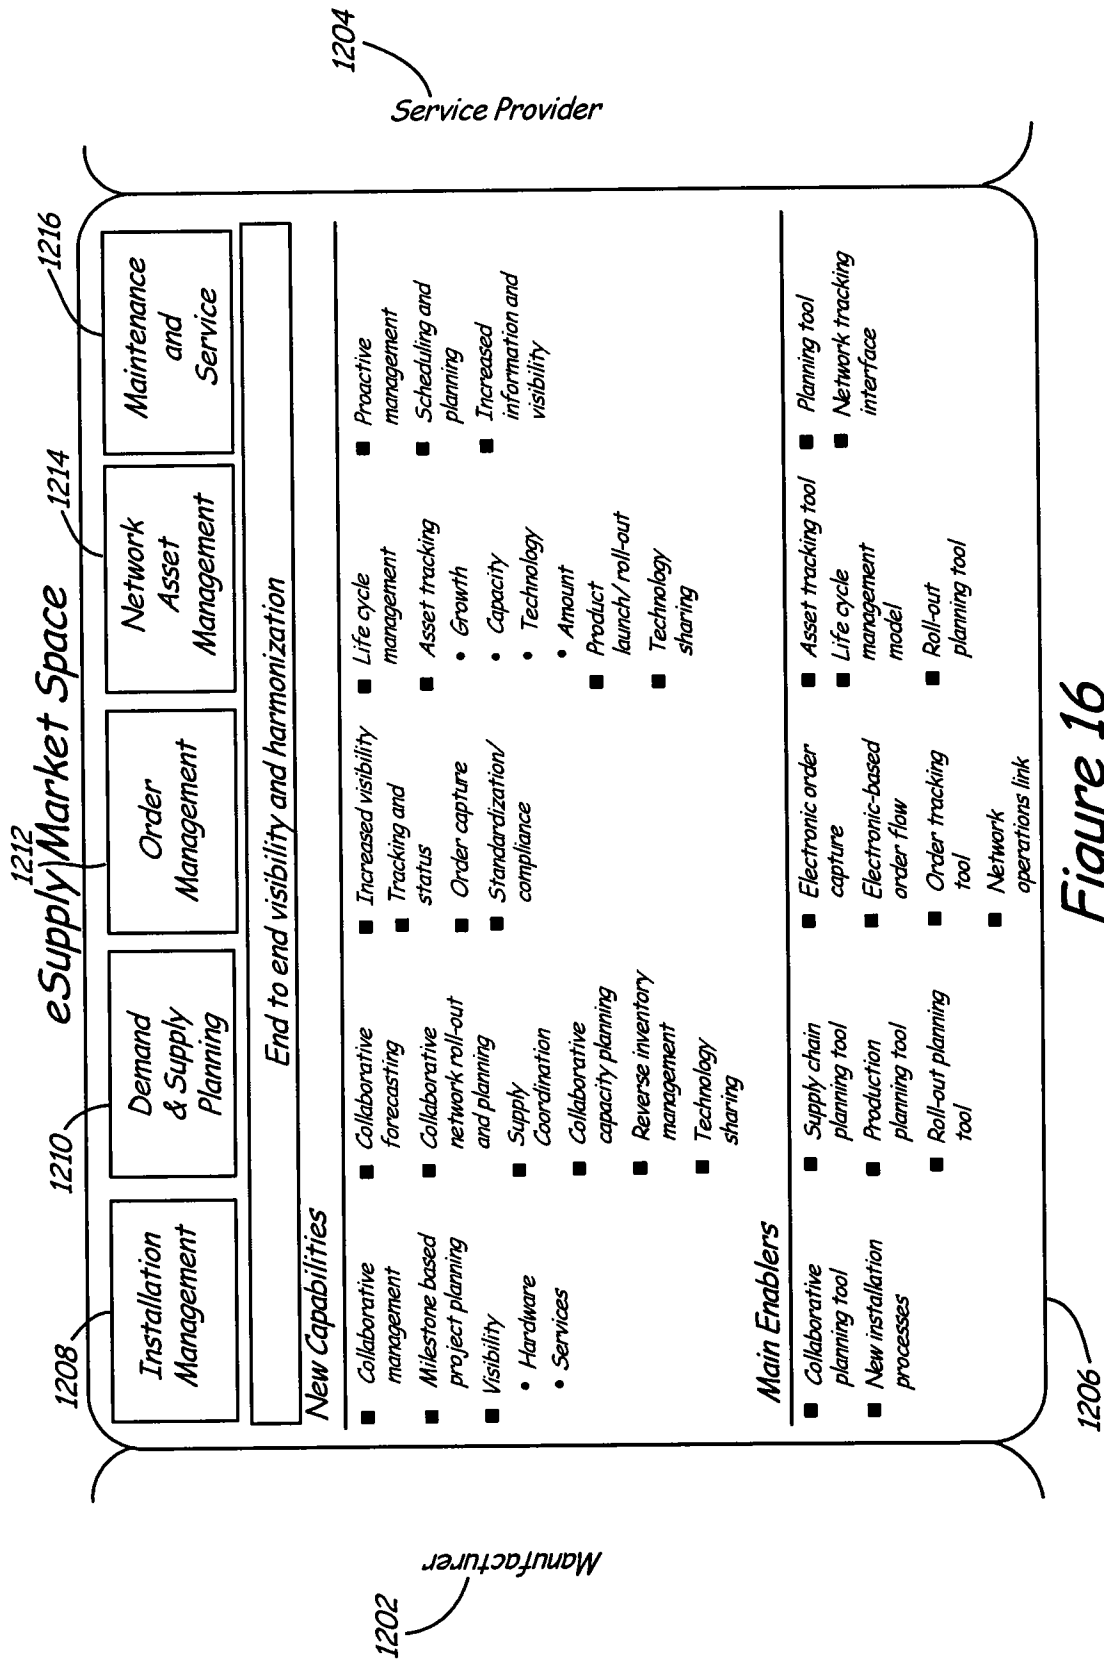 eSupply Market Space
1202
Manufacturer
1204
Service Provider
1206
1208
Installation
Management
1210
Demand
& Supply
Planning
1212
Order
Management
1214
Network
Asset
Management
1216
Maintenance
and
Service
End to end visibility and harmonization
New Capabilities
■ Collaborative
management
■ Milestone based
project planning
■ Visibility
• Hardware
• Services
■ Collaborative
forecasting
■ Collaborative
network roll-out
and planning
■ Supply
Coordination
■ Collaborative
capacity planning
■ Reverse inventory
management
■ Technology
sharing
■ Increased visibility
■ Tracking and
status
■ Order capture
■ Standardization/
compliance
■ Life cycle
management
■ Asset tracking
• Growth
• Capacity
• Technology
• Amount
■ Product
launch/ roll-out
■ Technology
sharing
■ Proactive
management
■ Scheduling and
planning
■ Increased
information and
visibility
Main Enablers
■ Collaborative
planning tool
■ New installation
processes
■ Supply chain
planning tool
■ Production
planning tool
■ Roll-out planning
tool
■ Electronic order
capture
■ Electronic-based
order flow
■ Order tracking
tool
■ Network
operations link
■ Asset tracking tool
■ Life cycle
management
model
■ Roll-out
planning tool
■ Planning tool
■ Network tracking
interface
Figure 16